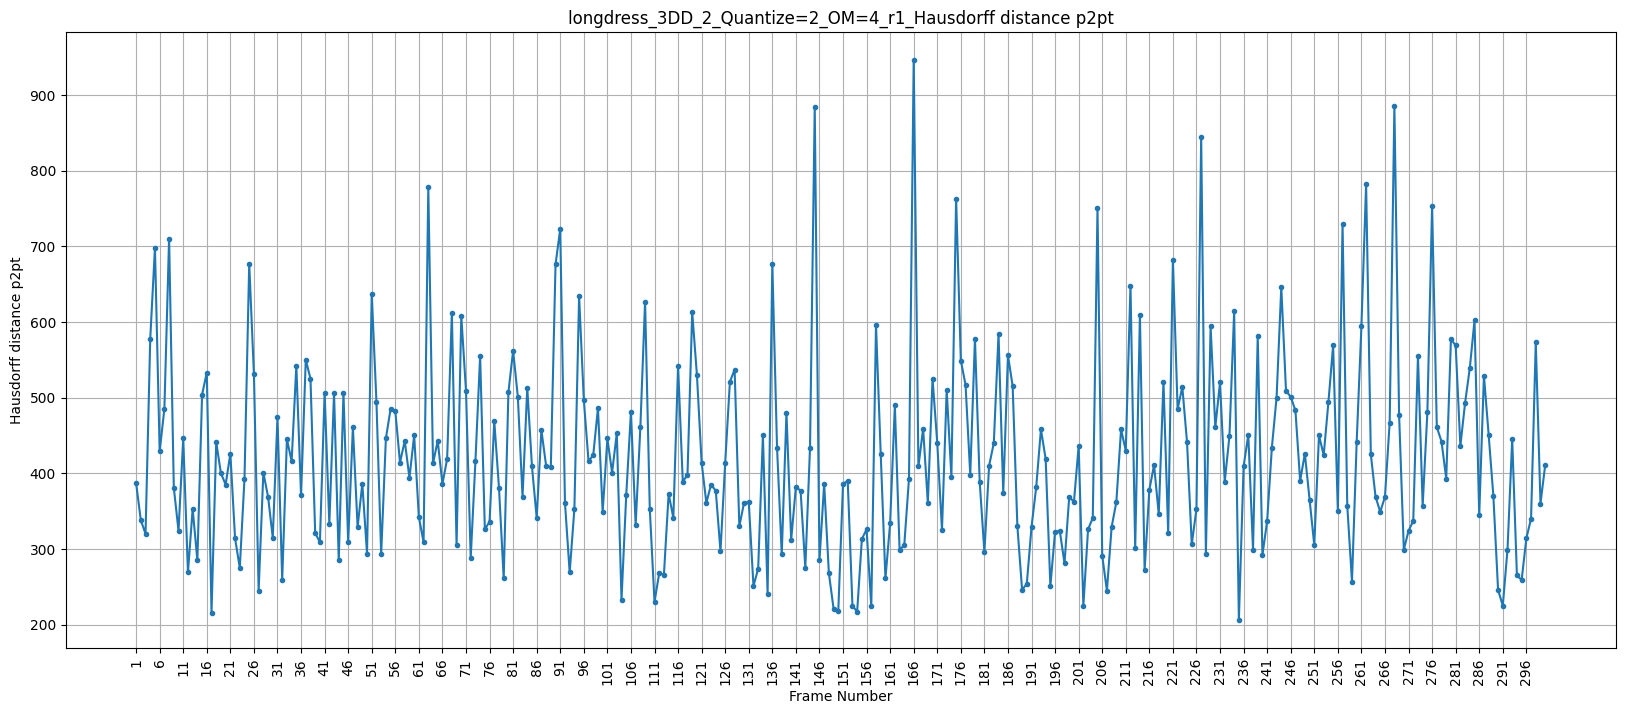 longdress_3DD_2_Quantize=2_OM=4_r1_Hausdorff distance p2pt
Hausdorff distance p2pt
900
800
700
600
500
400
300
200
1 6 11 16 21 26 31 36 41 46 51 56 61 66 71 76 81 86 91 96 101 106 111 116 121 126 131 136 141 146 151 156 161 166 171 176 181 186 191 196 201 206 211 216 221 226 231 236 241 246 251 256 261 266 271 276 281 286 291 296
Frame Number